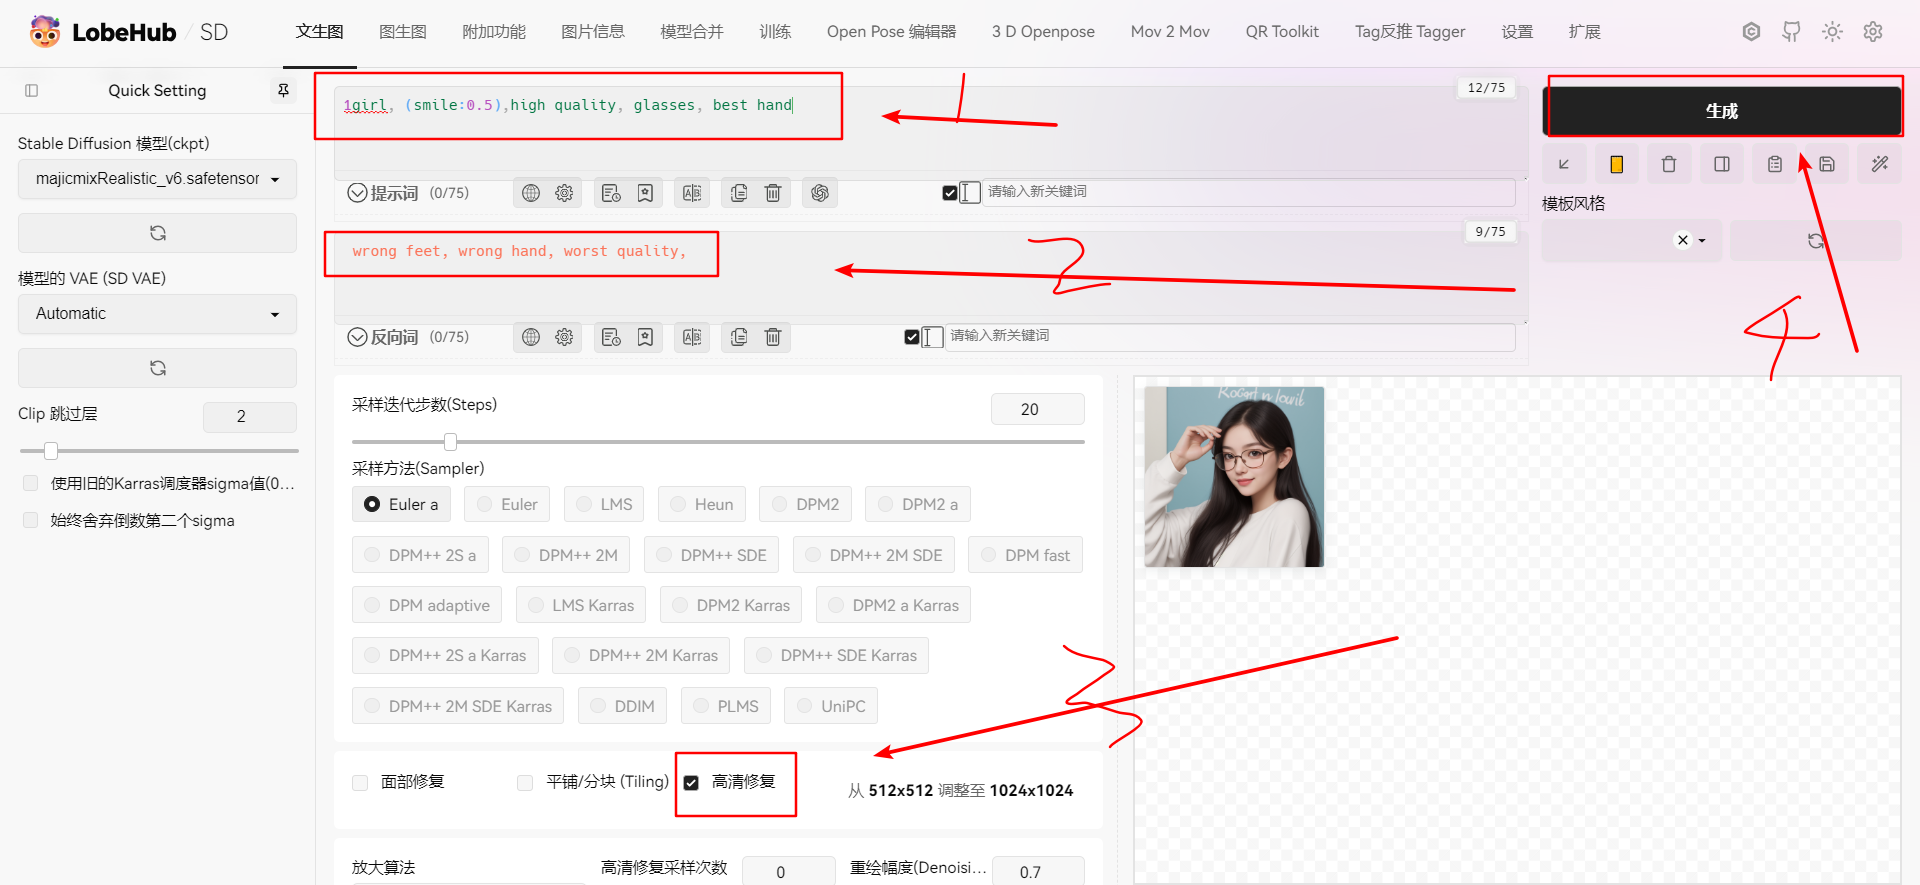 LobeHub / SD
文生图 图生图 附加功能 图片信息 模型合并 训练 Open Pose 编辑器 3 D Openpose Mov 2 Mov QR Toolkit Tag反推 Tagger 设置 扩展
Quick Setting
Stable Diffusion 模型(ckpt)
majicmixRealistic_v6.safetensor
模型的 VAE (SD VAE)
Automatic
Clip 跳过层
2
使用旧的Karras调度器sigma值(0...
始终舍弃倒数第二个sigma
12/75
1girl, (smile:0.5),high quality, glasses, best hand
1
提示词 (0/75)
请输入新关键词
9/75
wrong feet, wrong hand, worst quality,
2
反向词 (0/75)
请输入新关键词
生成
模板风格
4
采样迭代步数(Steps)
20
采样方法(Sampler)
Euler a Euler LMS Heun DPM2 DPM2 a
DPM++ 2S a DPM++ 2M DPM++ SDE DPM++ 2M SDE DPM fast
DPM adaptive LMS Karras DPM2 Karras DPM2 a Karras
DPM++ 2S a Karras DPM++ 2M Karras DPM++ SDE Karras
DPM++ 2M SDE Karras DDIM PLMS UniPC
3
面部修复 平铺/分块 (Tiling) 高清修复
从 512x512 调整至 1024x1024
放大算法
高清修复采样次数 0
重绘幅度(Denoisi... 0.7